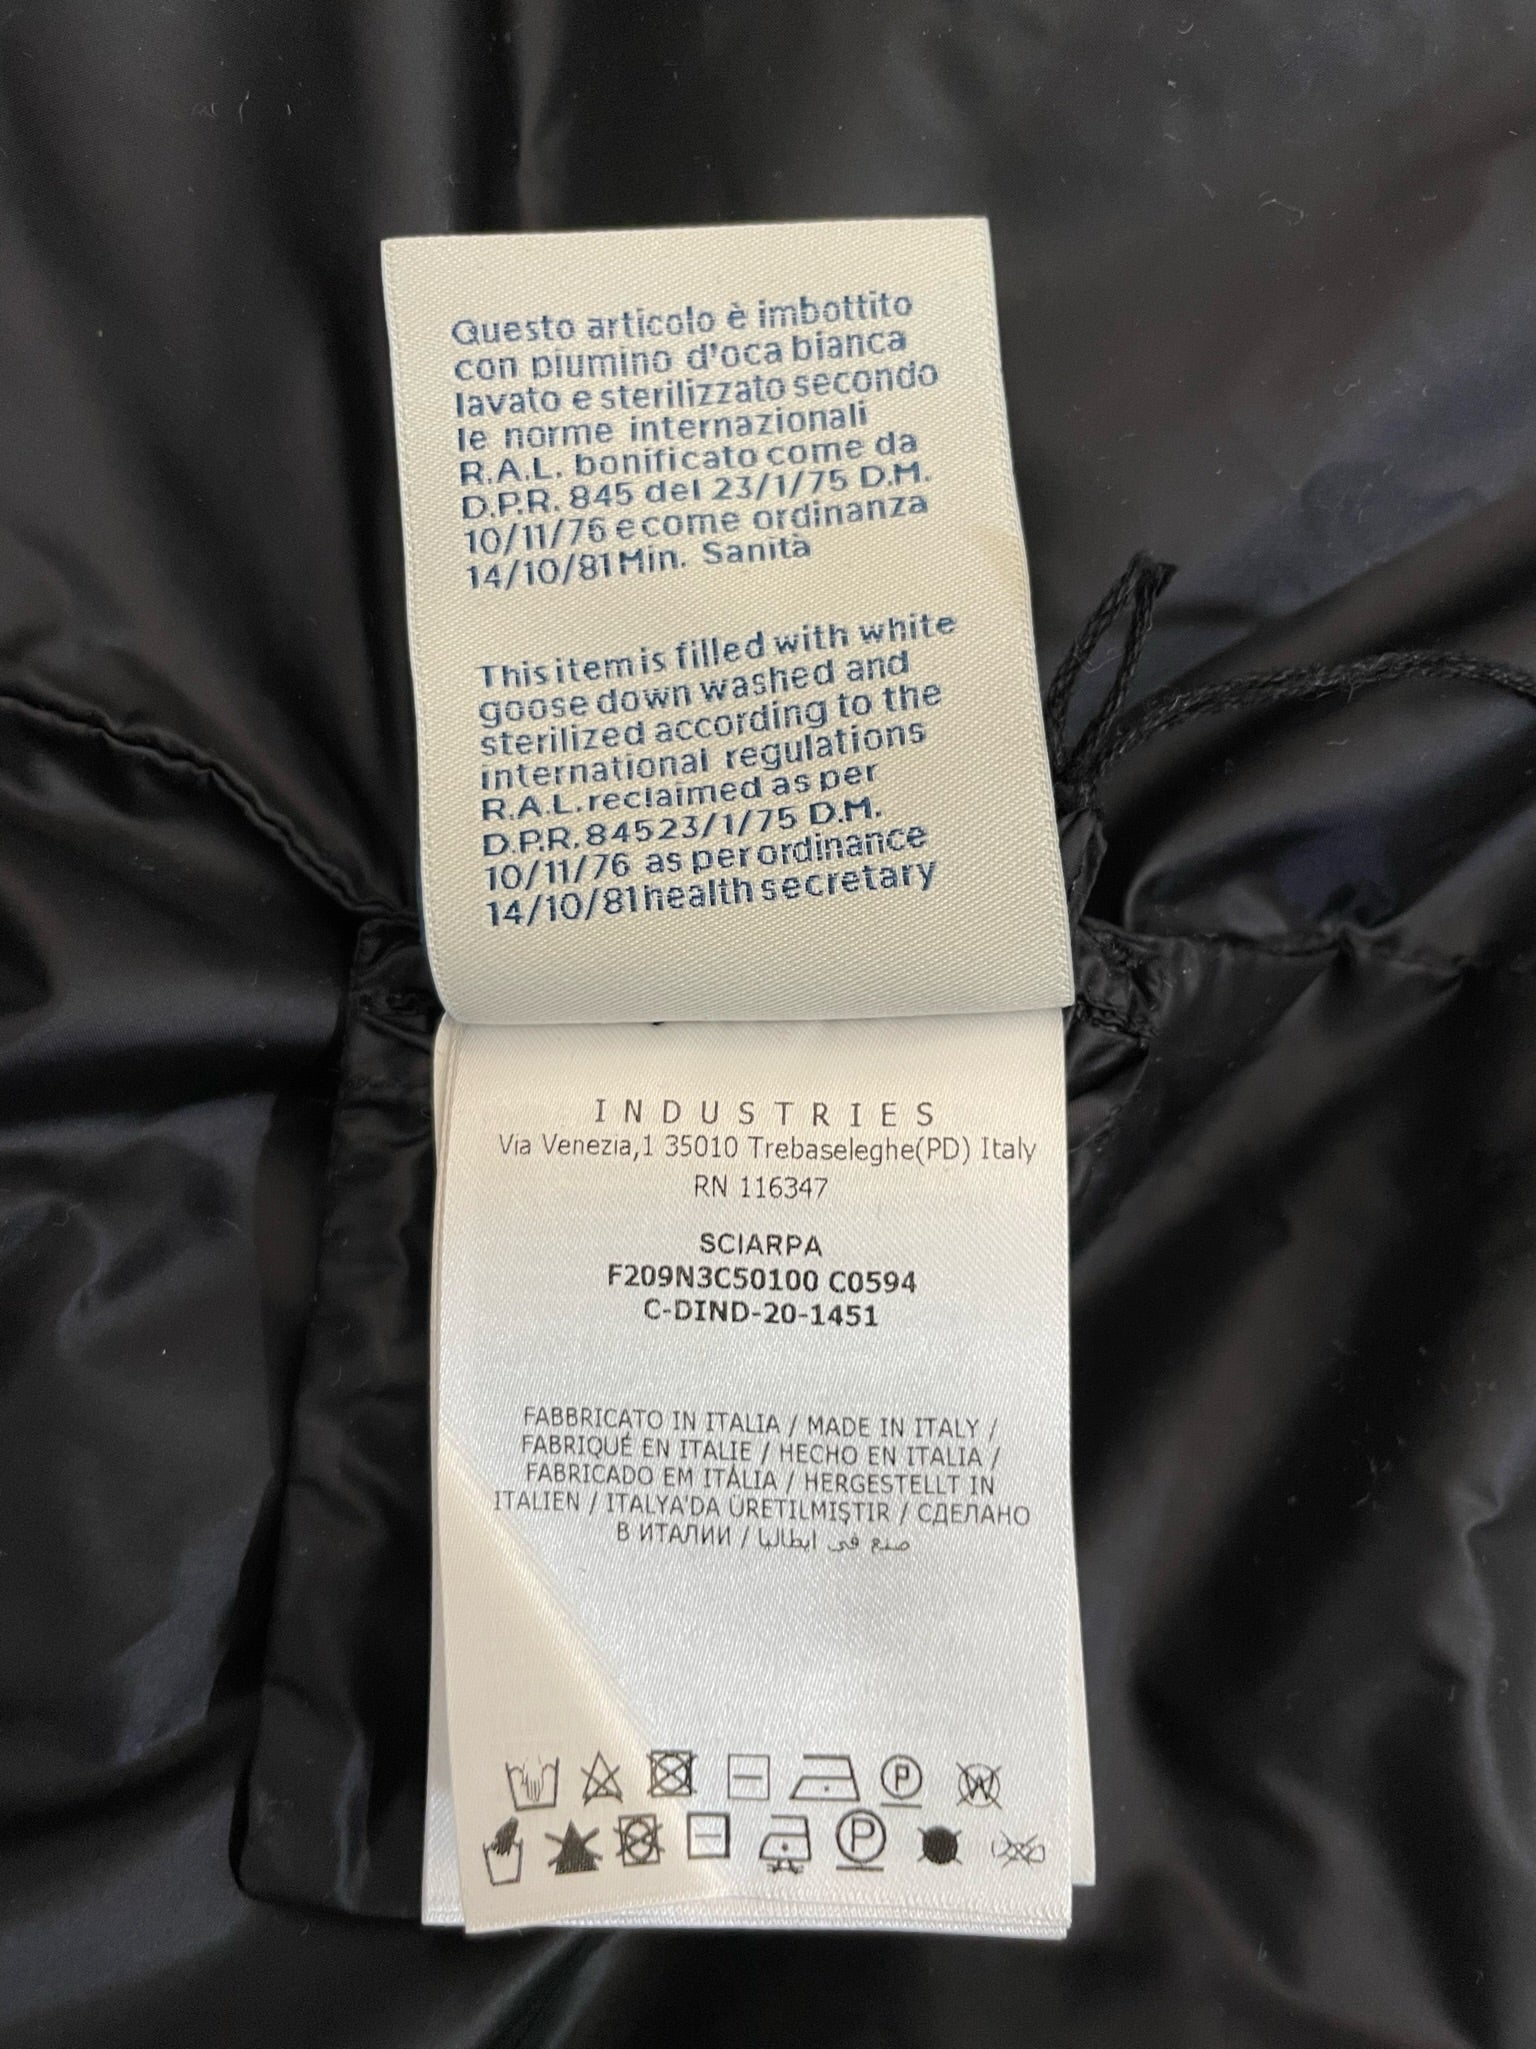 Questo articolo è imbottito
con piumino d'oca bianca
lavato e sterilizzato secondo
le norme internazionali
R.A.L. bonificato come da
D.P.R. 845 del 23/1/75 D.M.
10/11/76 e come ordinanza
14/10/81 Min. Sanità
This item is filled with white
goose down washed and
sterilized according to the
international regulations
R.A.L. reclaimed as per
D.P.R. 845 23/1/75 D.M.
10/11/76 as per ordinance
14/10/81 health secretary
INDUSTRIES
Via Venezia,1 35010 Trebaseleghe(PD) Italy
RN 116347
SCIARPA
F209N3C50100 C0594
C-DIND-20-1451
FABBRICATO IN ITALIA / MADE IN ITALY /
FABRIQUÉ EN ITALIE / HECHO EN ITALIA /
FABRICADO EM ITÁLIA / HERGESTELLT IN
ITALIEN / ITALYA'DA ÜRETILMIŞTIR / СДЕЛАНО
В ИТАЛИИ / صنع في ايطاليا
P W
P